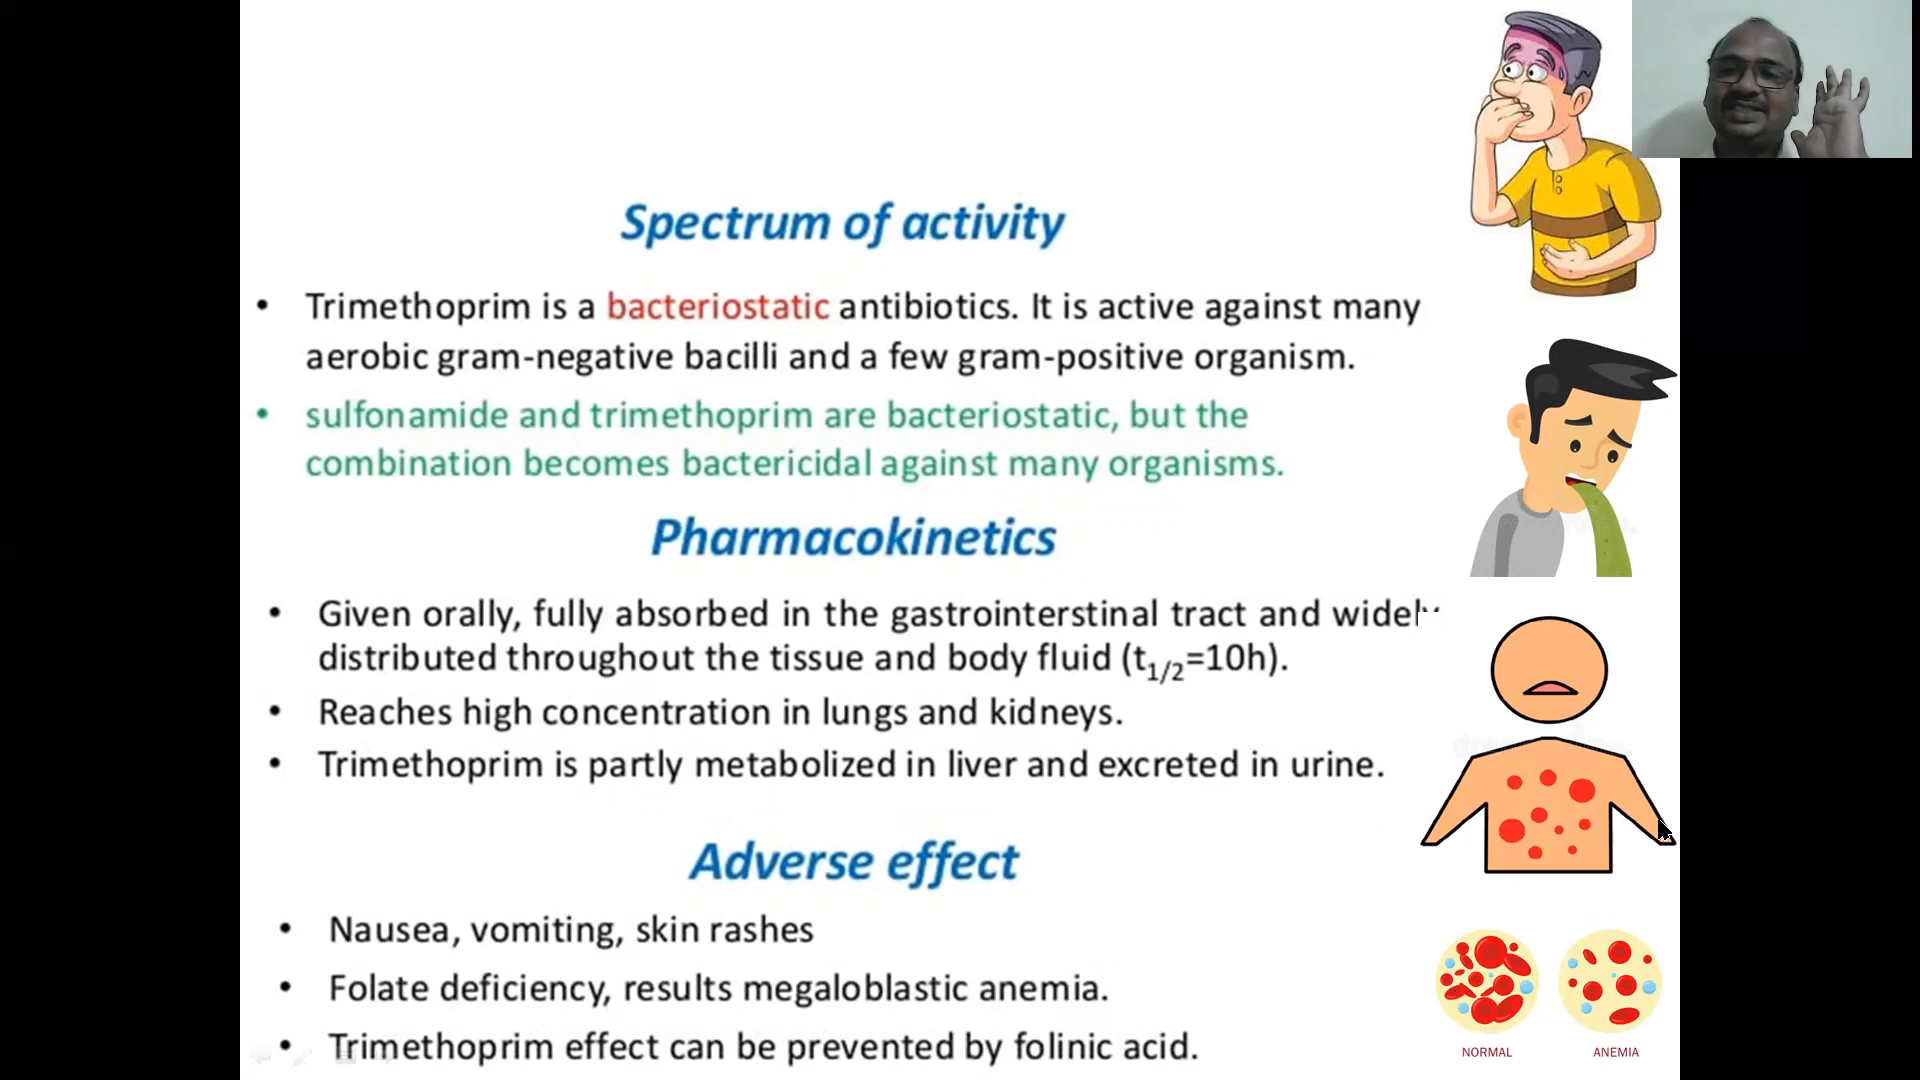 Spectrum of activity
• Trimethoprim is a bacteriostatic antibiotics. It is active against many
aerobic gram-negative bacilli and a few gram-positive organism.
• sulfonamide and trimethoprim are bacteriostatic, but the
combination becomes bactericidal against many organisms.
Pharmacokinetics
• Given orally, fully absorbed in the gastrointerstinal tract and widely
distributed throughout the tissue and body fluid (t1/2=10h).
• Reaches high concentration in lungs and kidneys.
• Trimethoprim is partly metabolized in liver and excreted in urine.
Adverse effect
• Nausea, vomiting, skin rashes
• Folate deficiency, results megaloblastic anemia.
• Trimethoprim effect can be prevented by folinic acid.
NORMAL
ANEMIA